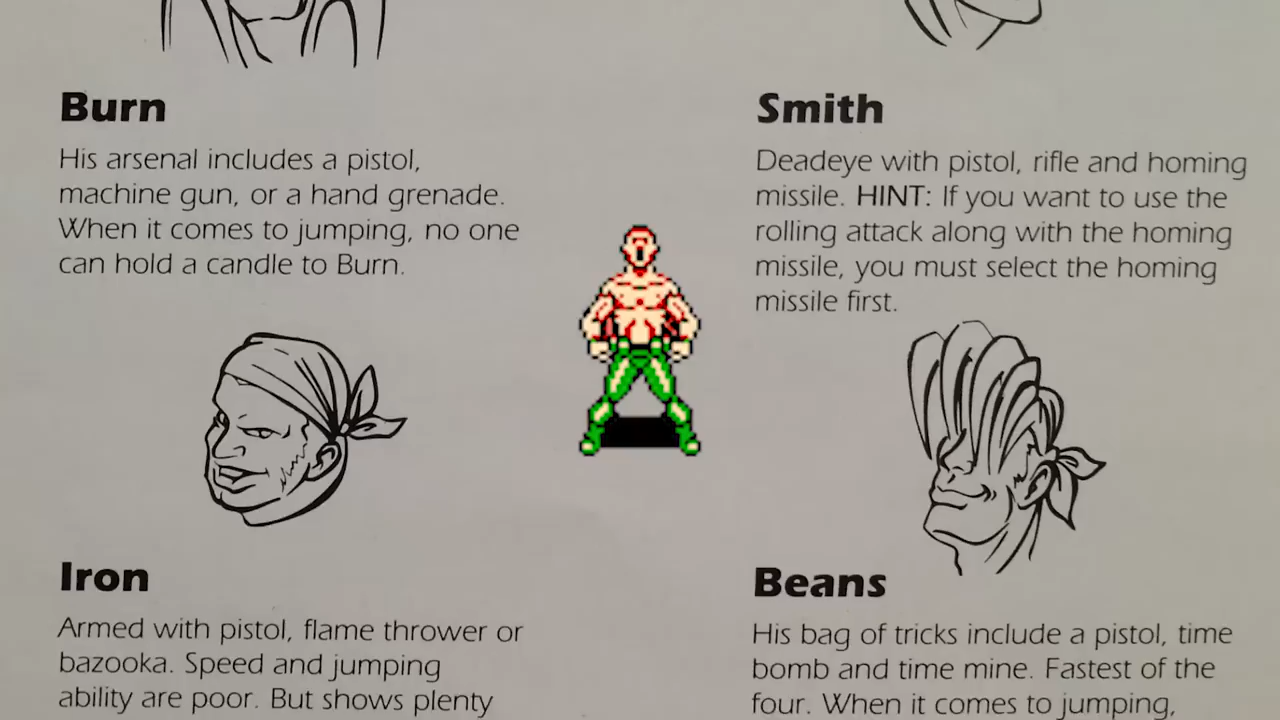 Burn
His arsenal includes a pistol,
machine gun, or a hand grenade.
When it comes to jumping, no one
can hold a candle to Burn.
Smith
Deadeye with pistol, rifle and homing
missile. HINT: If you want to use the
rolling attack along with the homing
missile, you must select the homing
missile first.
Iron
Armed with pistol, flame thrower or
bazooka. Speed and jumping
ability are poor. But shows plenty
Beans
His bag of tricks include a pistol, time
bomb and time mine. Fastest of the
four. When it comes to jumping,